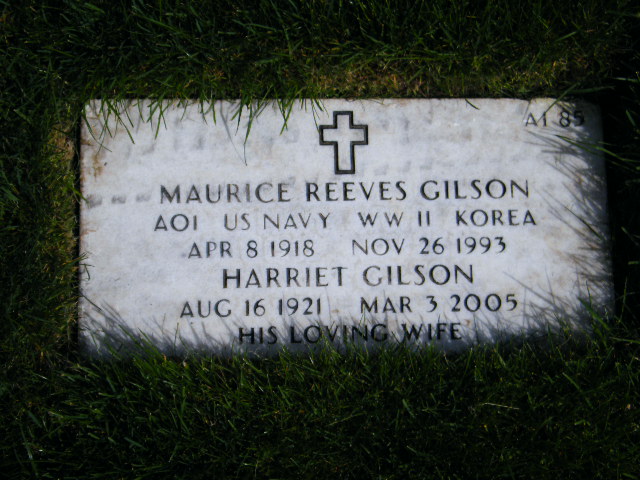 A1 85
MAURICE REEVES GILSON
AO1 US NAVY WW II KOREA
APR 8 1918 NOV 26 1993
HARRIET GILSON
AUG 16 1921 MAR 3 2005
HIS LOVING WIFE